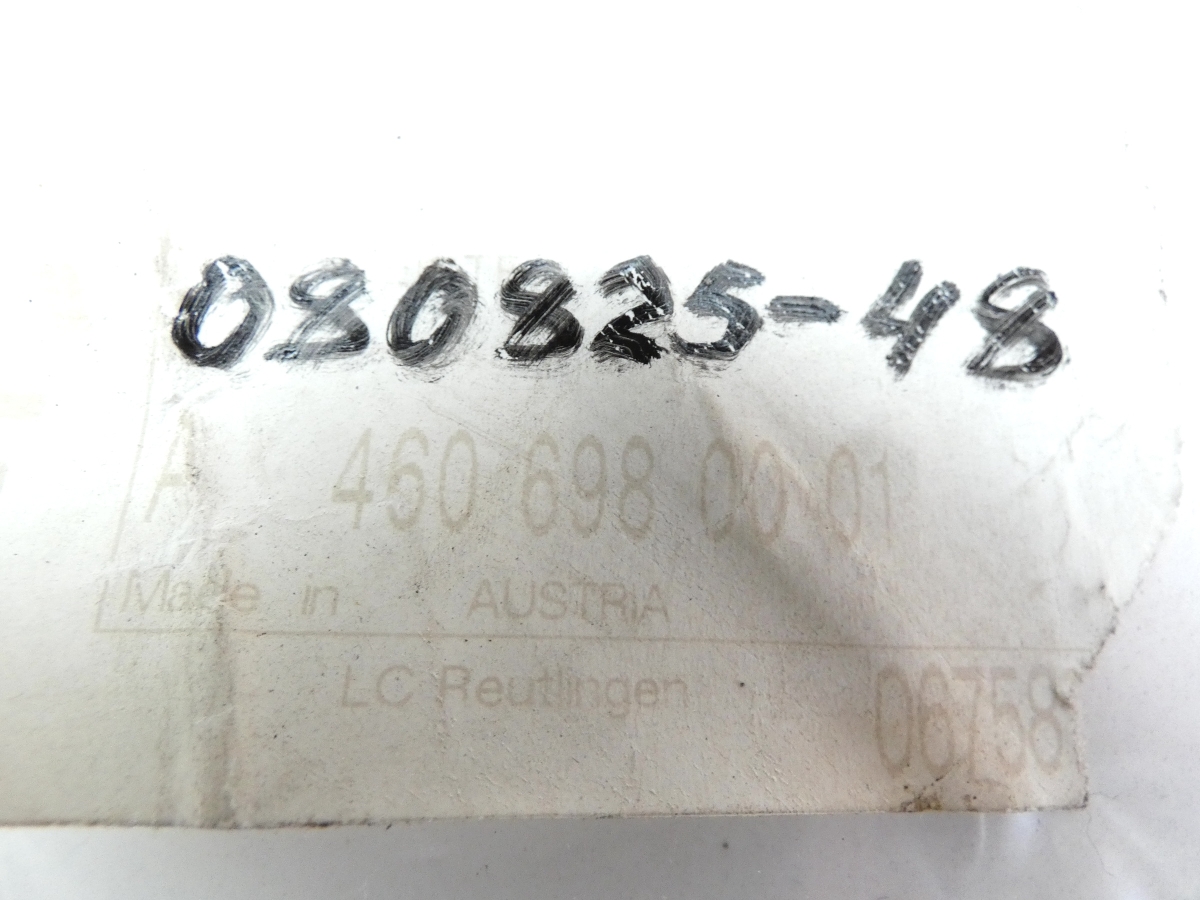 080825-48
A 460 698 00 01
Made in AUSTRIA
LC Reutlingen 06758